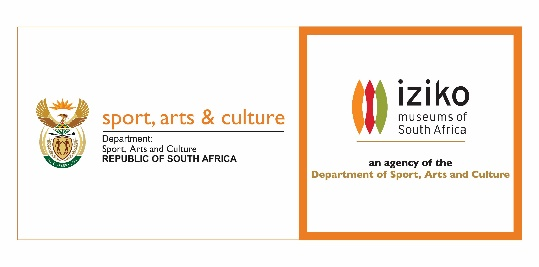 sport, arts & culture
Department:
Sport, Arts and Culture
REPUBLIC OF SOUTH AFRICA
iziko
museums of
South Africa
an agency of the
Department of Sport, Arts and Culture